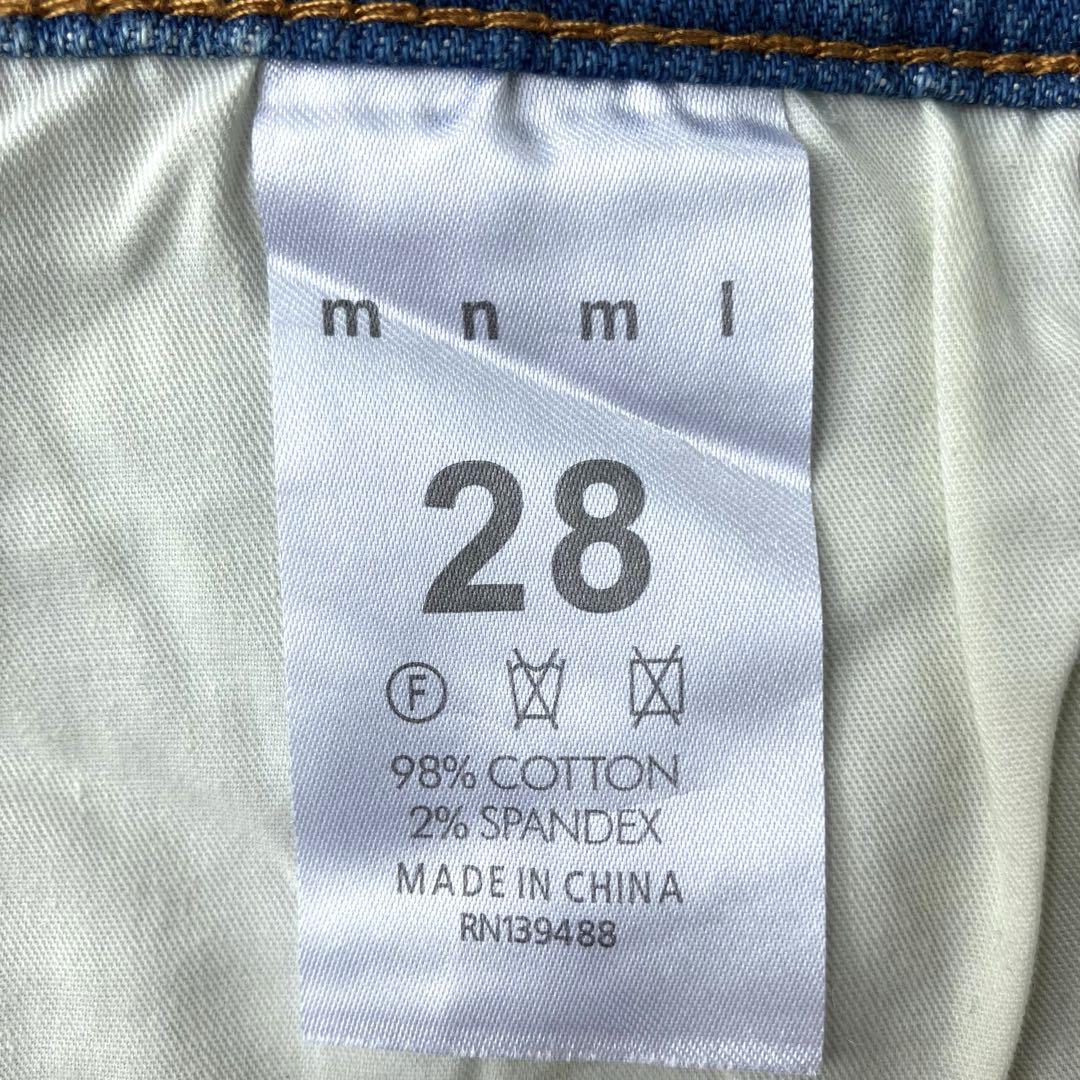 m n m l
28
F
98% COTTON
2% SPANDEX
MADE IN CHINA
RN139488